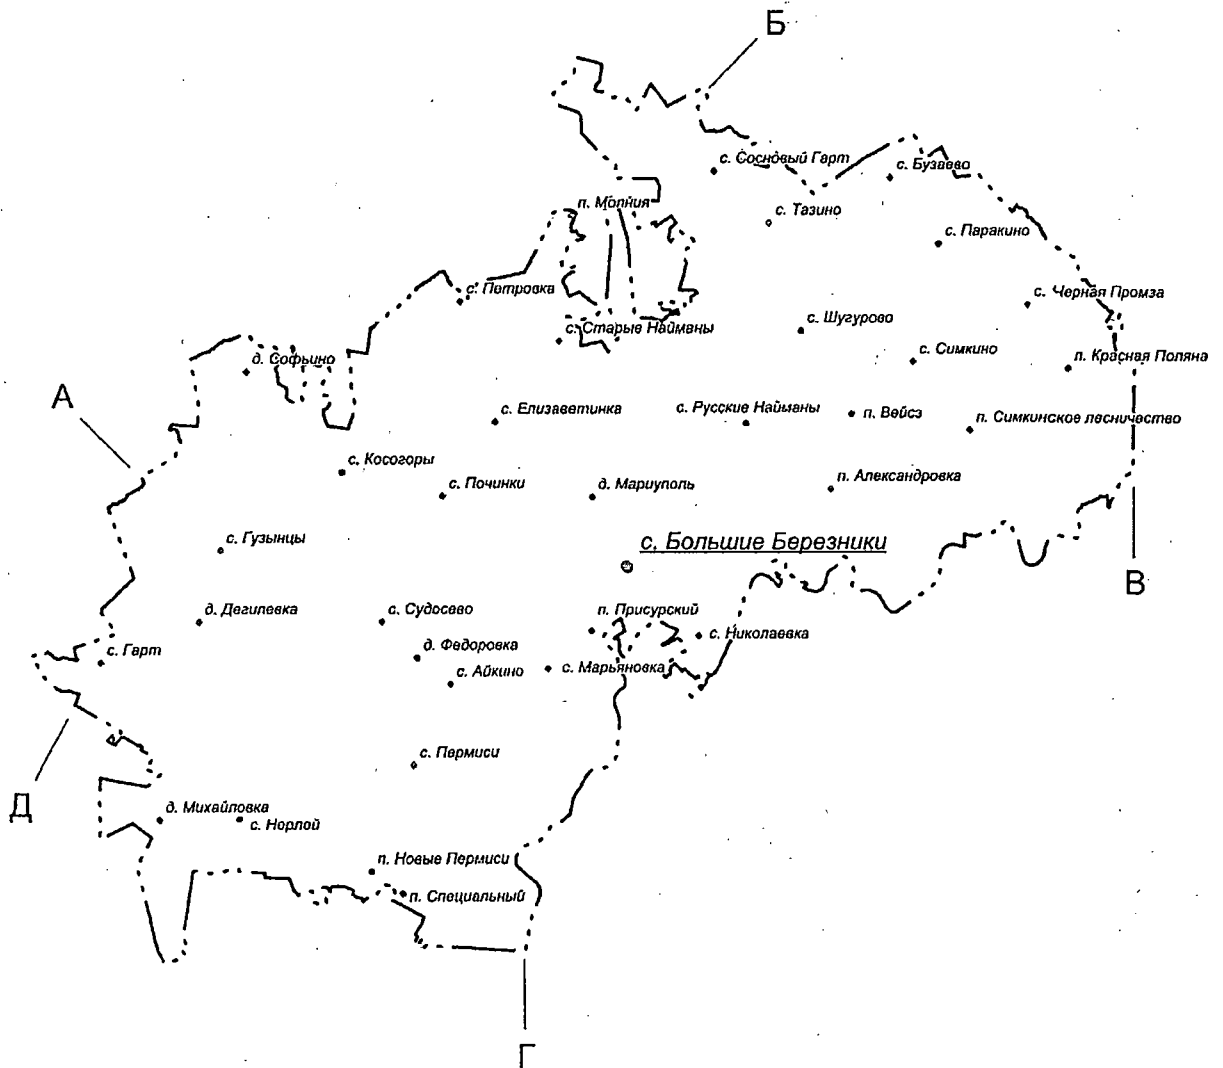 Б
с. Сосновый Гарт
с. Бузаево
п. Молния
с. Тазино
с. Паракино
с. Петровка
с. Черная Промза
с. Шугурово
с. Старые Найманы
с. Симкино
п. Красная Поляна
д. Софьино
А
с. Елизаветинка
с. Русские Найманы
п. Вейсэ
п. Симкинское лесничество
с. Косогоры
с. Починки
д. Мариуполь
п. Александровка
с. Гузынцы
с. Большие Березники
В
д. Дегилевка
с. Судосево
п. Присурский
с. Николаевка
д. Федоровка
с. Гарт
с. Айкино
с. Марьяновка
с. Пермиси
Д
д. Михайловка
с. Нерлей
п. Новые Пермиси
п. Специальный
Г